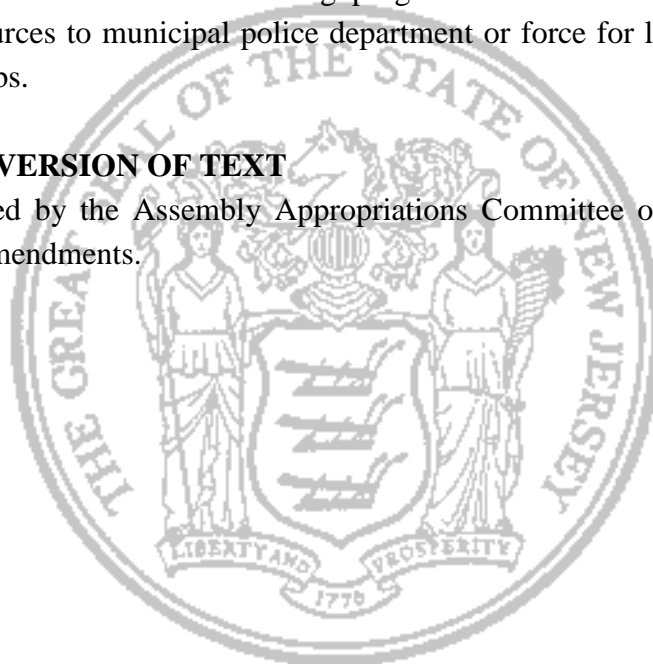 urces to municipal police department or force for l
os.
VERSION OF TEXT
ed by the Assembly Appropriations Committee o
mendments.
THE GREAT SEAL OF THE STATE OF NEW JERSEY
LIBERTY AND PROSPERITY
1776